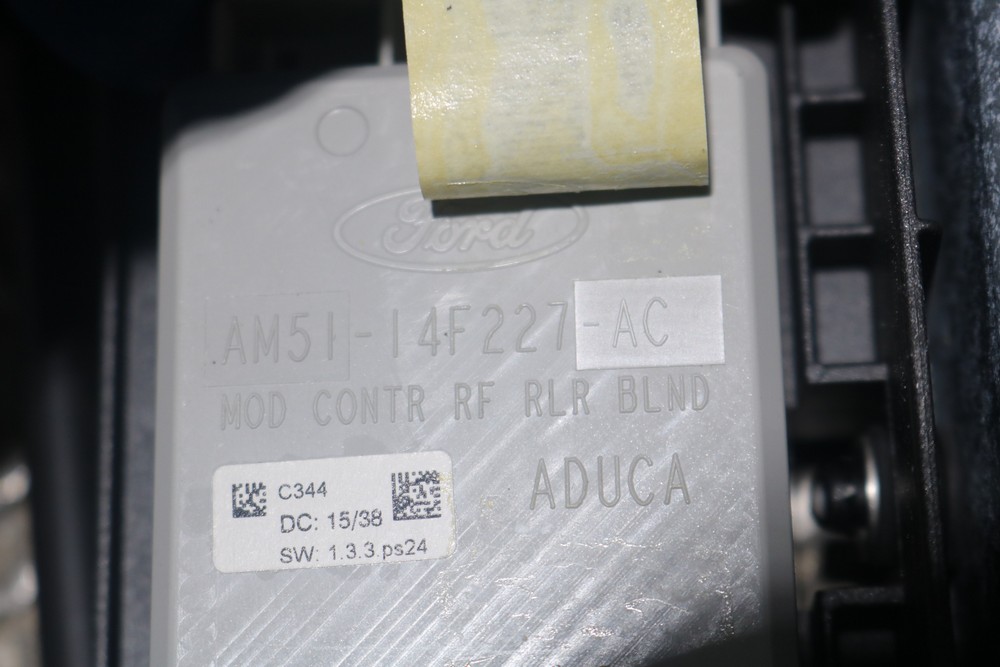 Ford
AM51-14F227-AC
MOD CONTR RF RLR BLND
ADUCA
C344
DC: 15/38
SW: 1.3.3.ps24